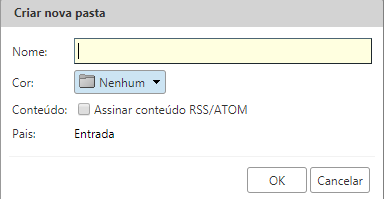 Criar nova pasta
Nome:
Cor: Nenhum
Conteúdo: Assinar conteúdo RSS/ATOM
Pais: Entrada
OK Cancelar